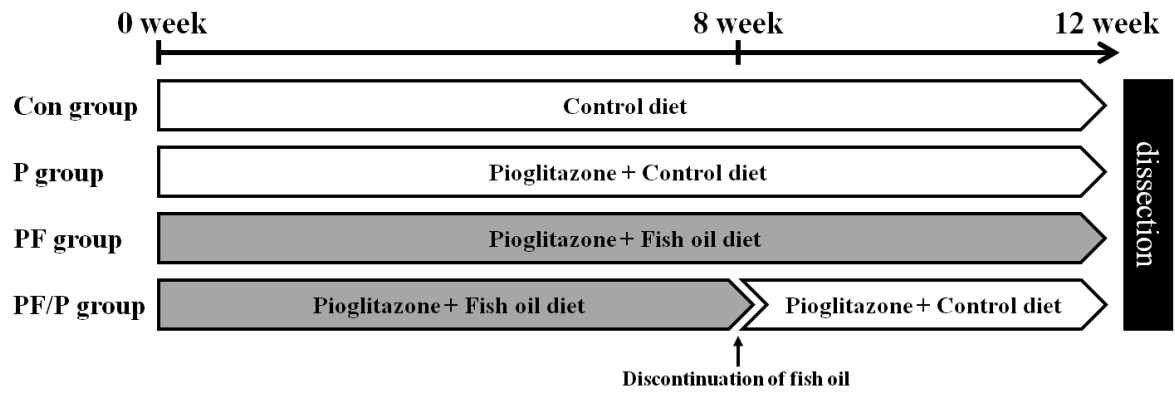 0 week 8 week 12 week
Con group Control diet
P group Pioglitazone + Control diet
PF group Pioglitazone + Fish oil diet
PF/P group Pioglitazone + Fish oil diet Pioglitazone + Control diet
dissection
Discontinuation of fish oil